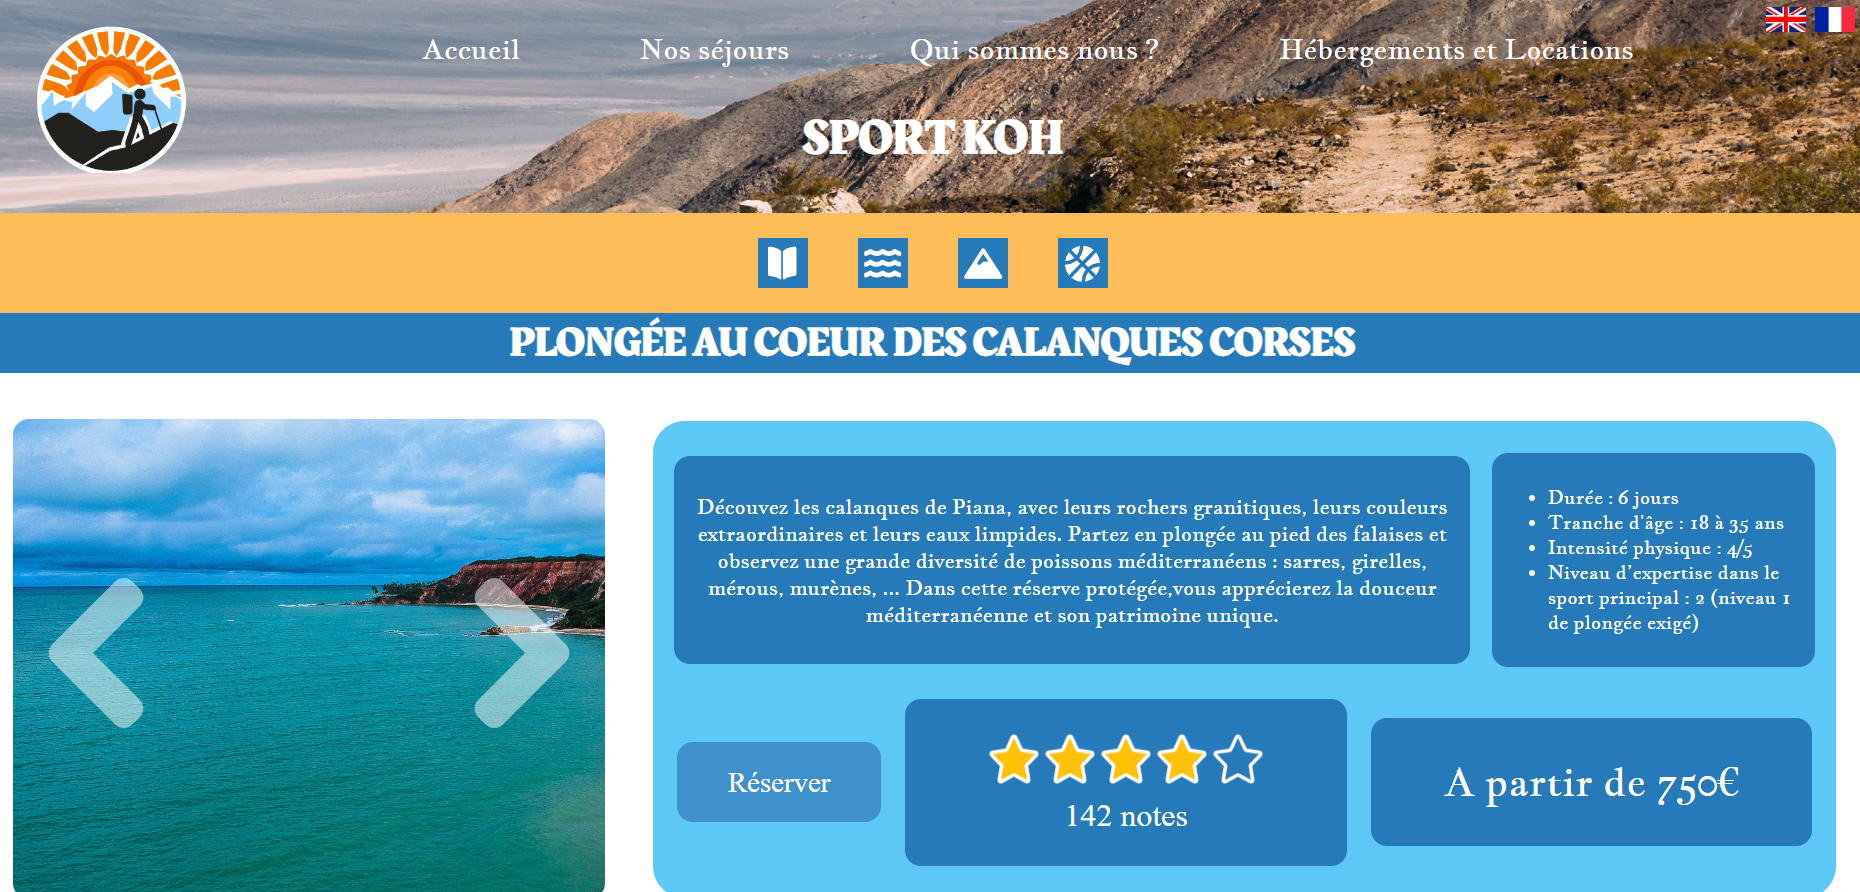 Accueil
Nos séjours
Qui sommes nous ?
Hébergements et Locations
SPORT KOH
PLONGÉE AU COEUR DES CALANQUES CORSES
Découvez les calanques de Piana, avec leurs rochers granitiques, leurs couleurs
extraordinaires et leurs eaux limpides. Partez en plongée au pied des falaises et
observez une grande diversité de poissons méditerranéens : sarres, girelles,
mérous, murènes, ... Dans cette réserve protégée,vous apprécierez la douceur
méditerranéenne et son patrimoine unique.
• Durée : 6 jours
• Tranche d'âge : 18 à 35 ans
• Intensité physique : 4/5
• Niveau d’expertise dans le
sport principal : 2 (niveau 1
de plongée exigé)
Réserver
142 notes
A partir de 750€